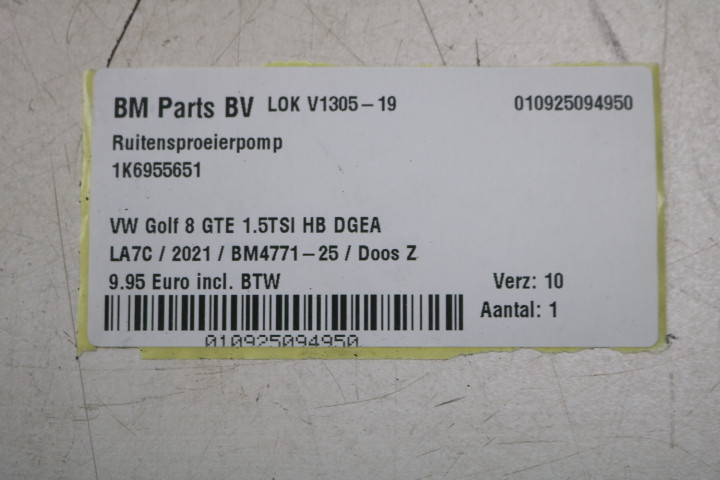 BM Parts BV LOK V1305-19 010925094950
Ruitensproeierpomp
1K6955651
VW Golf 8 GTE 1.5TSI HB DGEA
LA7C / 2021 / BM4771-25 / Doos Z
9.95 Euro incl. BTW Verz: 10
Aantal: 1
010925094950